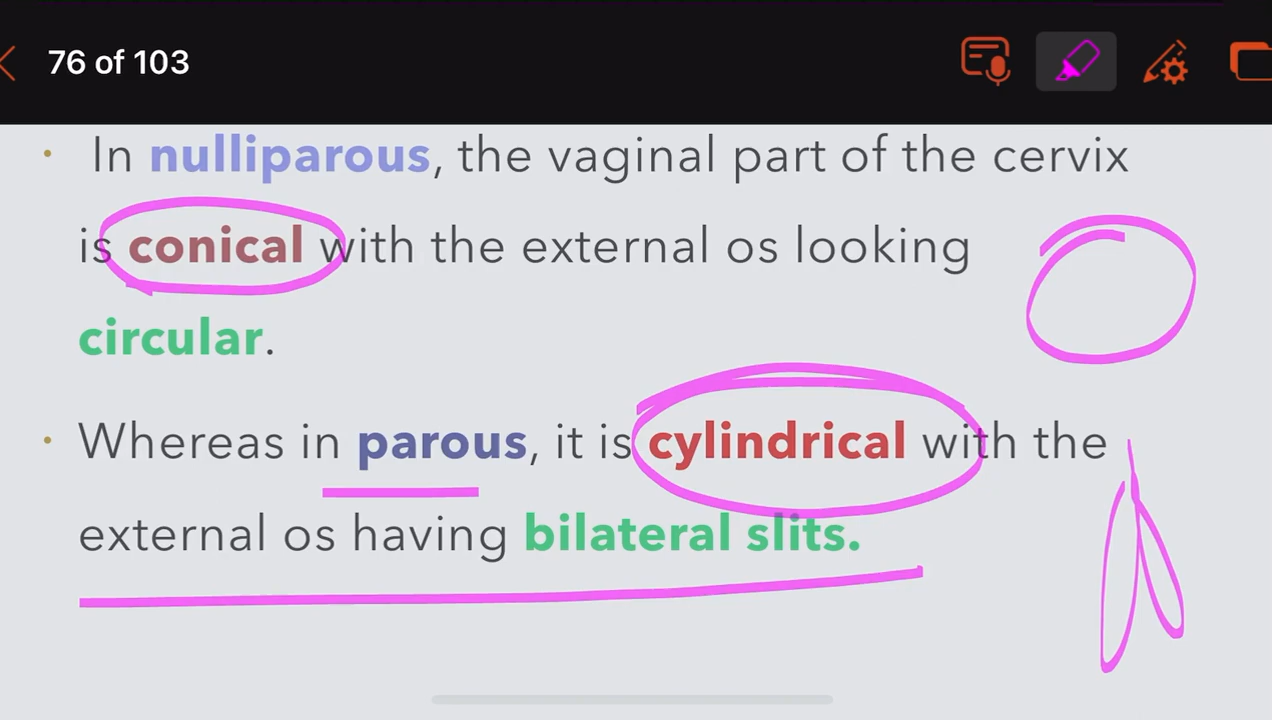 76 of 103
• In nulliparous, the vaginal part of the cervix
is conical with the external os looking
circular.
• Whereas in parous, it is cylindrical with the
external os having bilateral slits.